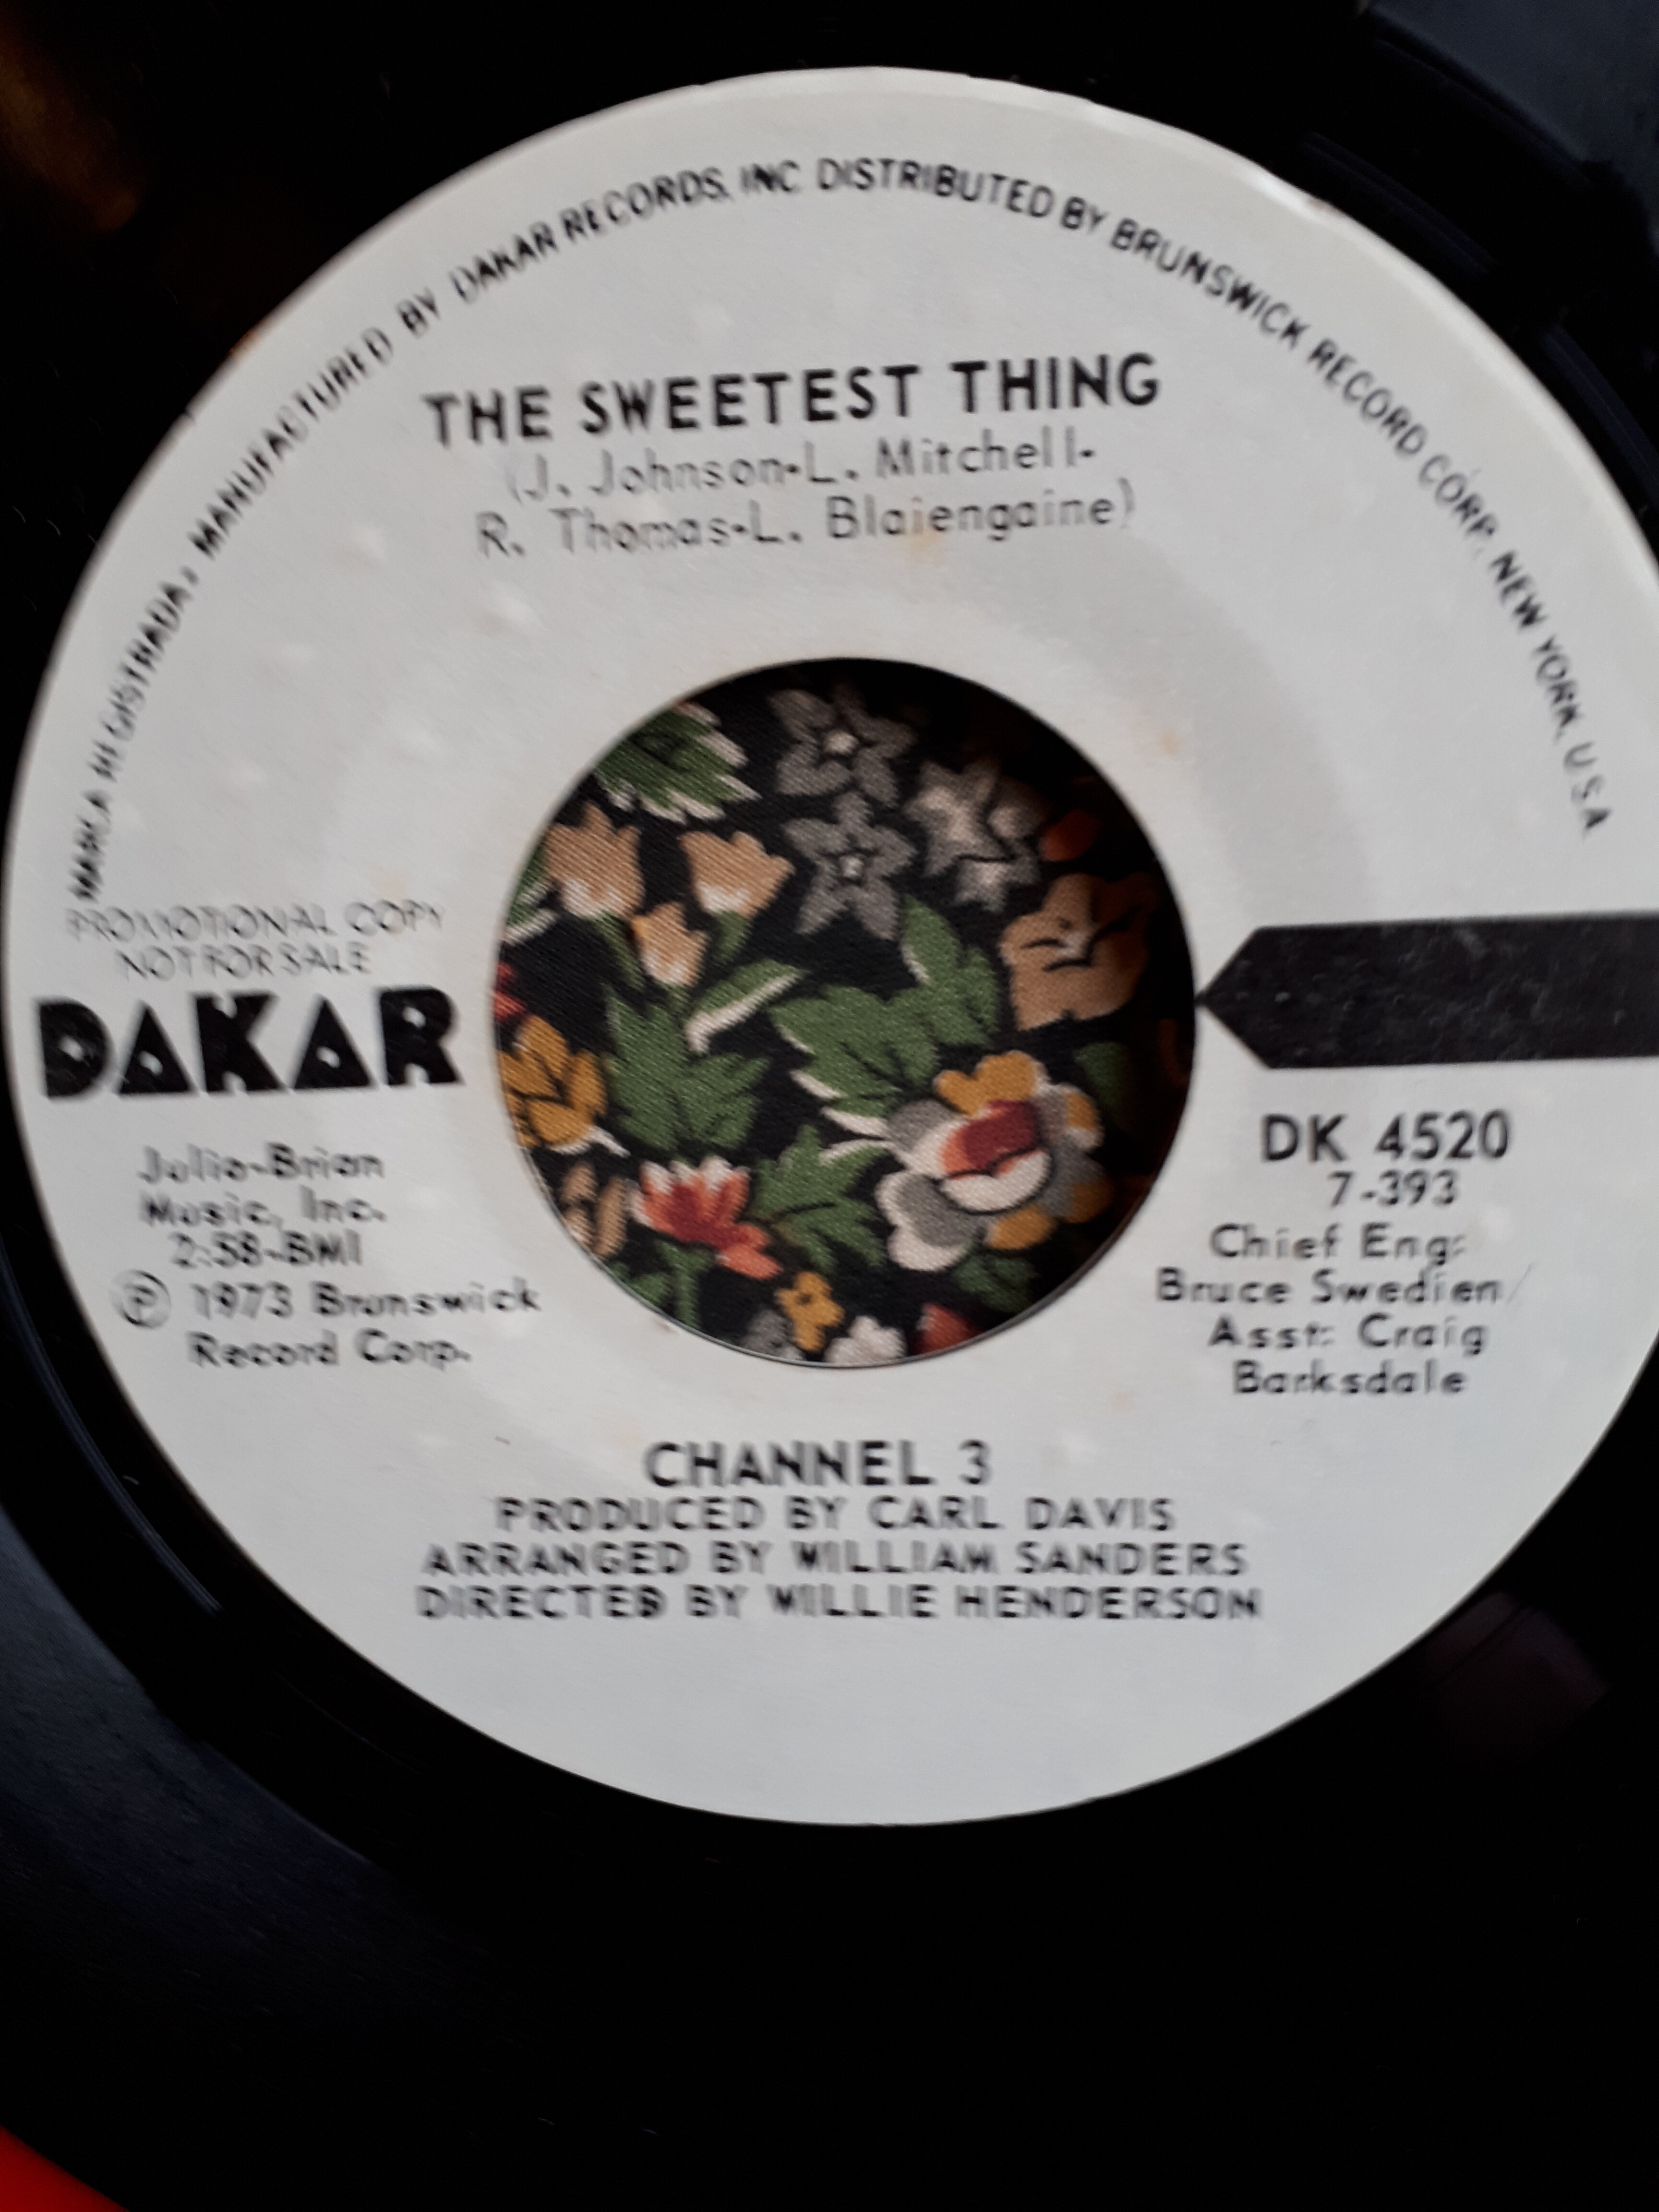 MARCA REGISTRADA, MANUFACTURED BY DAKAR RECORDS, INC DISTRIBUTED BY BRUNSWICK RECORD CORP, NEW YORK, U S A
THE SWEETEST THING
(J. Johnson-L. Mitchell-
R. Thomas-L. Blaiengaine)
PROMOTIONAL COPY
NOT FOR SALE
DAKAR
Julio-Brian
Music, Inc.
2:58-BMI
Ⓟ 1973 Brunswick
Record Corp.
DK 4520
7-393
Chief Eng:
Bruce Swedien/
Asst: Craig
Barksdale
CHANNEL 3
PRODUCED BY CARL DAVIS
ARRANGED BY WILLIAM SANDERS
DIRECTED BY WILLIE HENDERSON